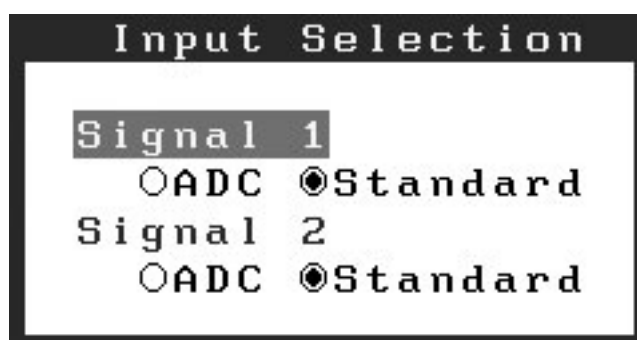 Input Selection
Signal 1
ADC Standard
Signal 2
ADC Standard